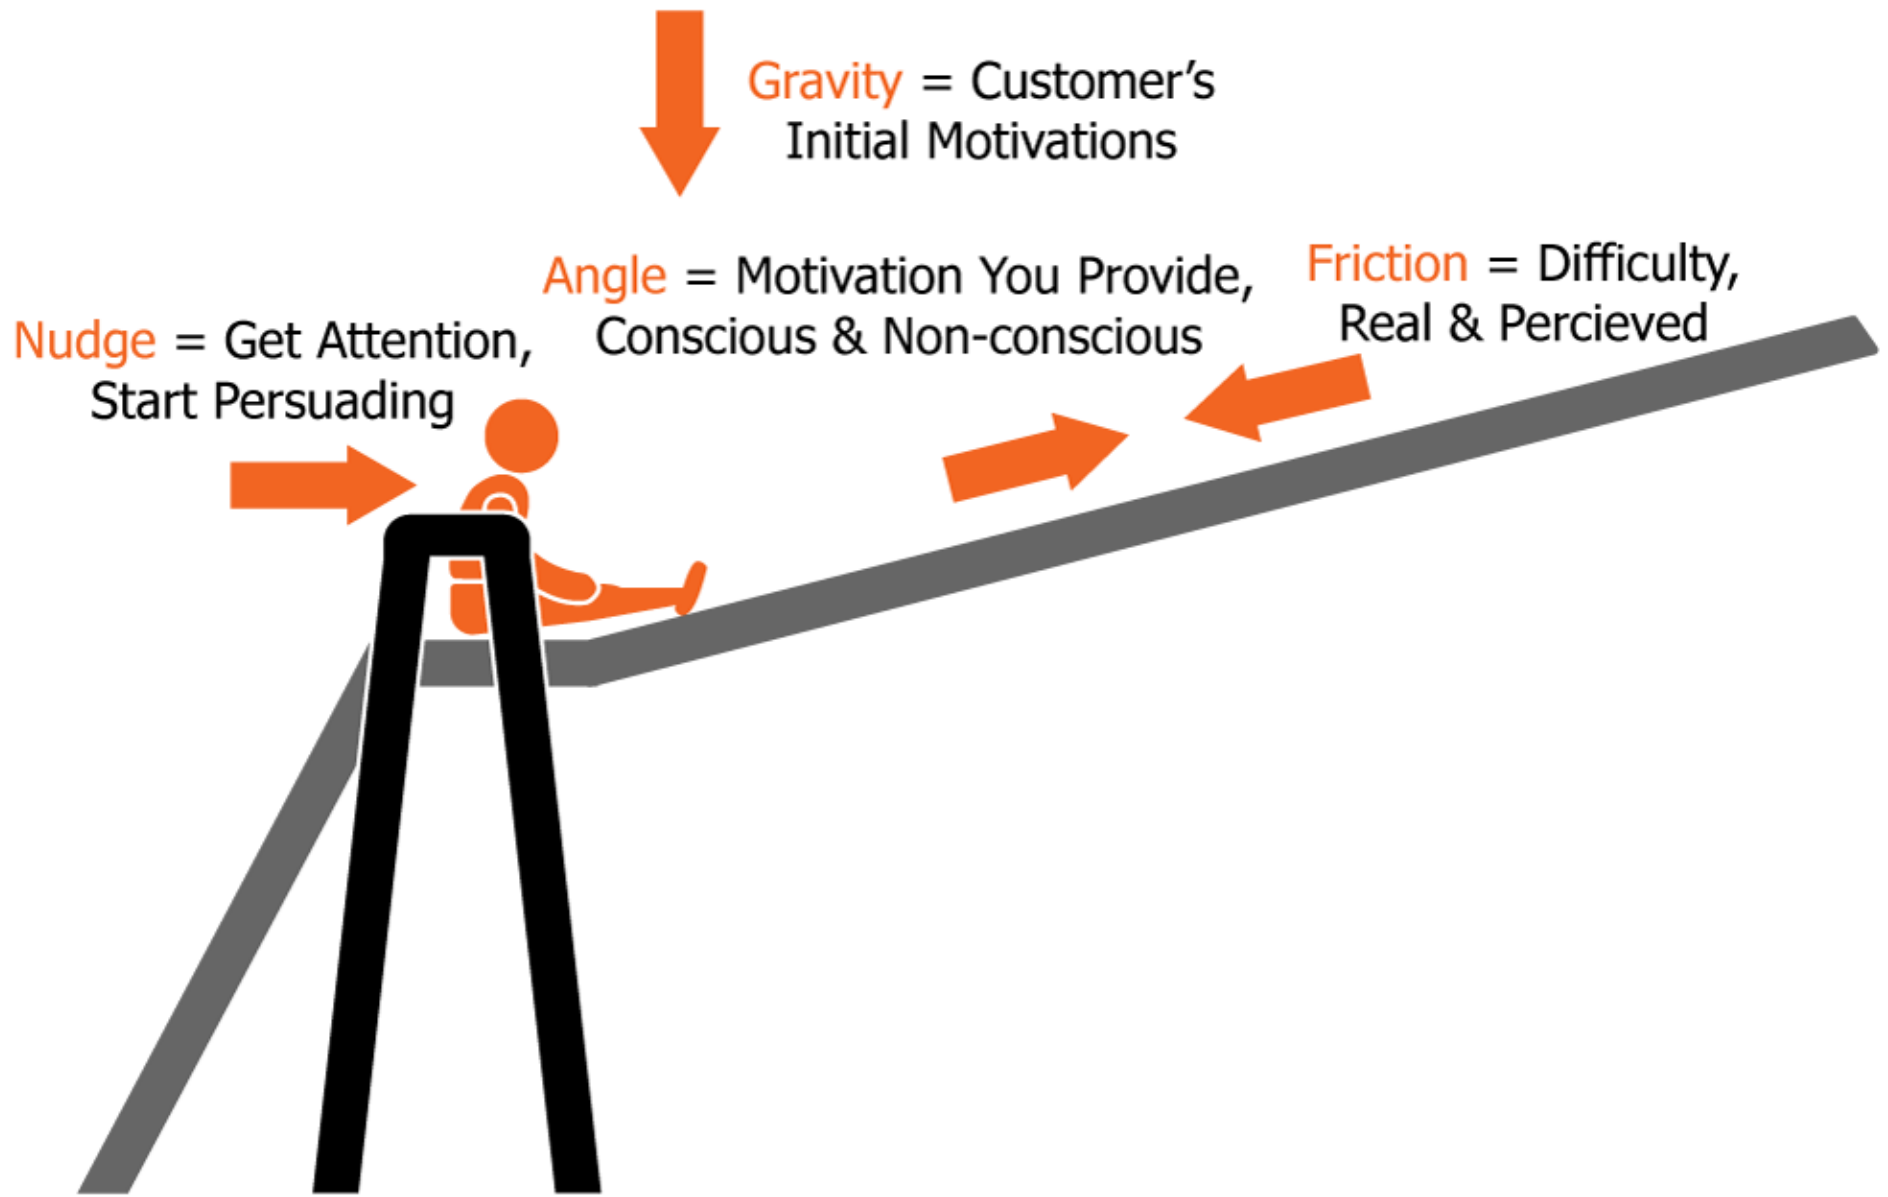 Gravity = Customer’s
Initial Motivations
Angle = Motivation You Provide,
Conscious & Non-conscious
Friction = Difficulty,
Real & Percieved
Nudge = Get Attention,
Start Persuading